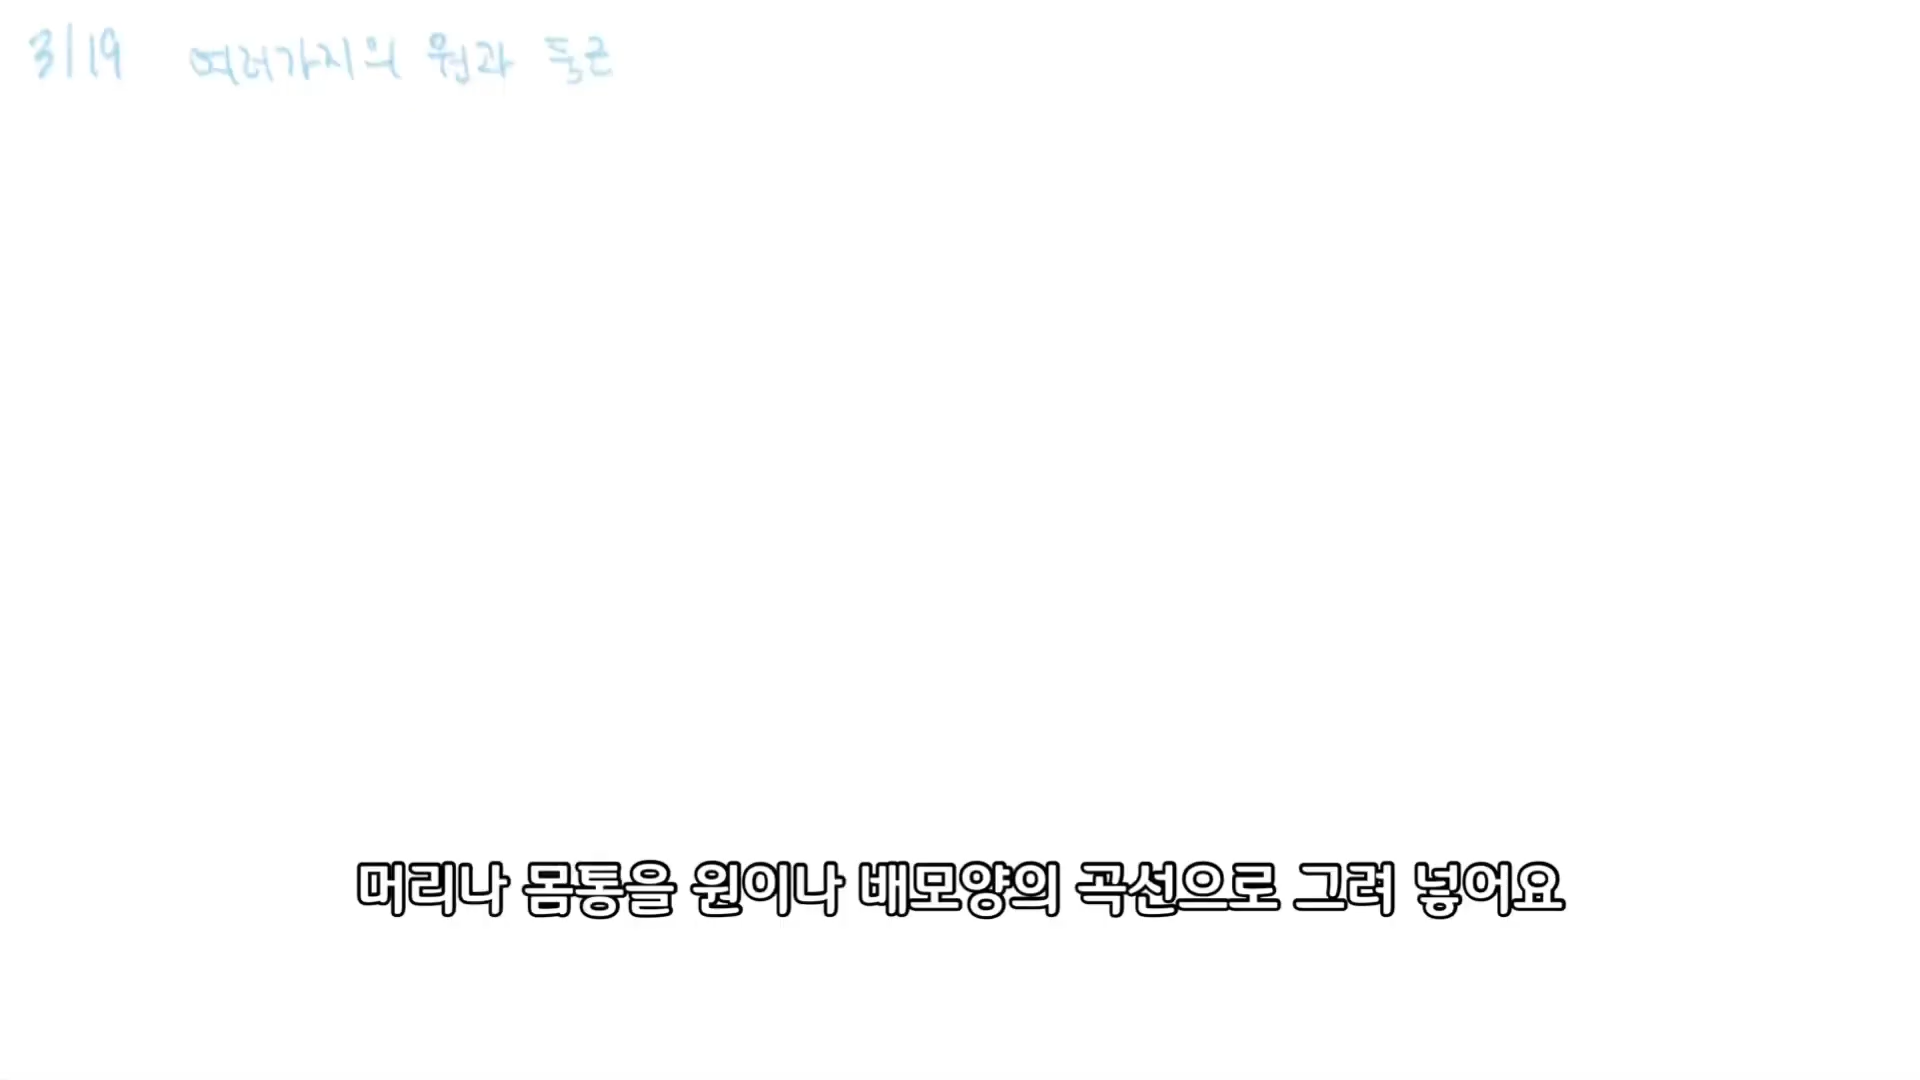 3/19 여러가지의 원과 둥근
머리나 몸통을 원이나 배모양의 곡선으로 그려 넣어요